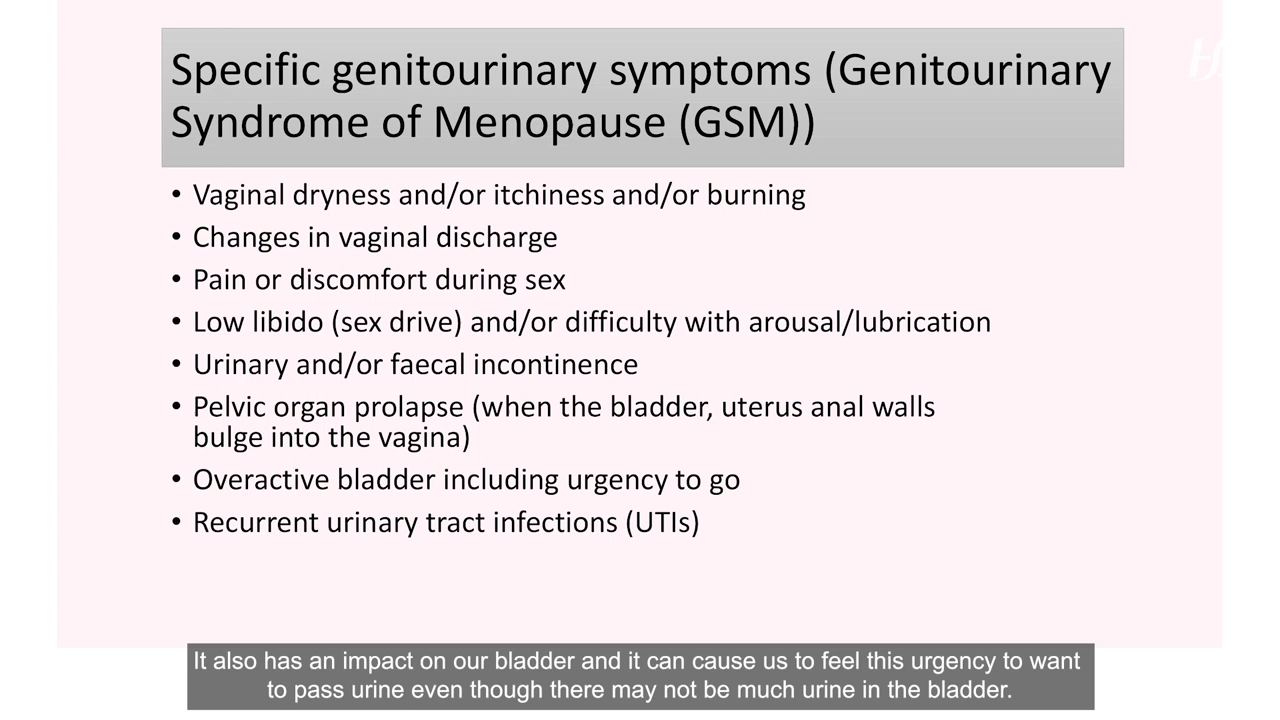 Specific genitourinary symptoms (Genitourinary
Syndrome of Menopause (GSM))
• Vaginal dryness and/or itchiness and/or burning
• Changes in vaginal discharge
• Pain or discomfort during sex
• Low libido (sex drive) and/or difficulty with arousal/lubrication
• Urinary and/or faecal incontinence
• Pelvic organ prolapse (when the bladder, uterus anal walls
bulge into the vagina)
• Overactive bladder including urgency to go
• Recurrent urinary tract infections (UTIs)
It also has an impact on our bladder and it can cause us to feel this urgency to want
to pass urine even though there may not be much urine in the bladder.